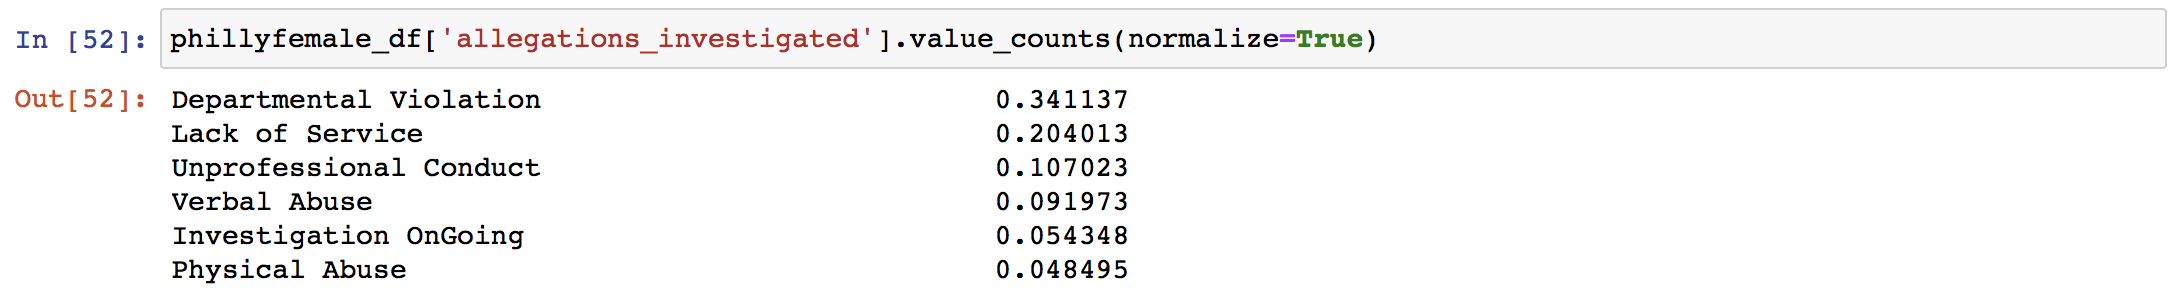 In [52]: phillyfemale_df['allegations_investigated'].value_counts(normalize=True)
Out[52]: Departmental Violation 0.341137
Lack of Service 0.204013
Unprofessional Conduct 0.107023
Verbal Abuse 0.091973
Investigation OnGoing 0.054348
Physical Abuse 0.048495